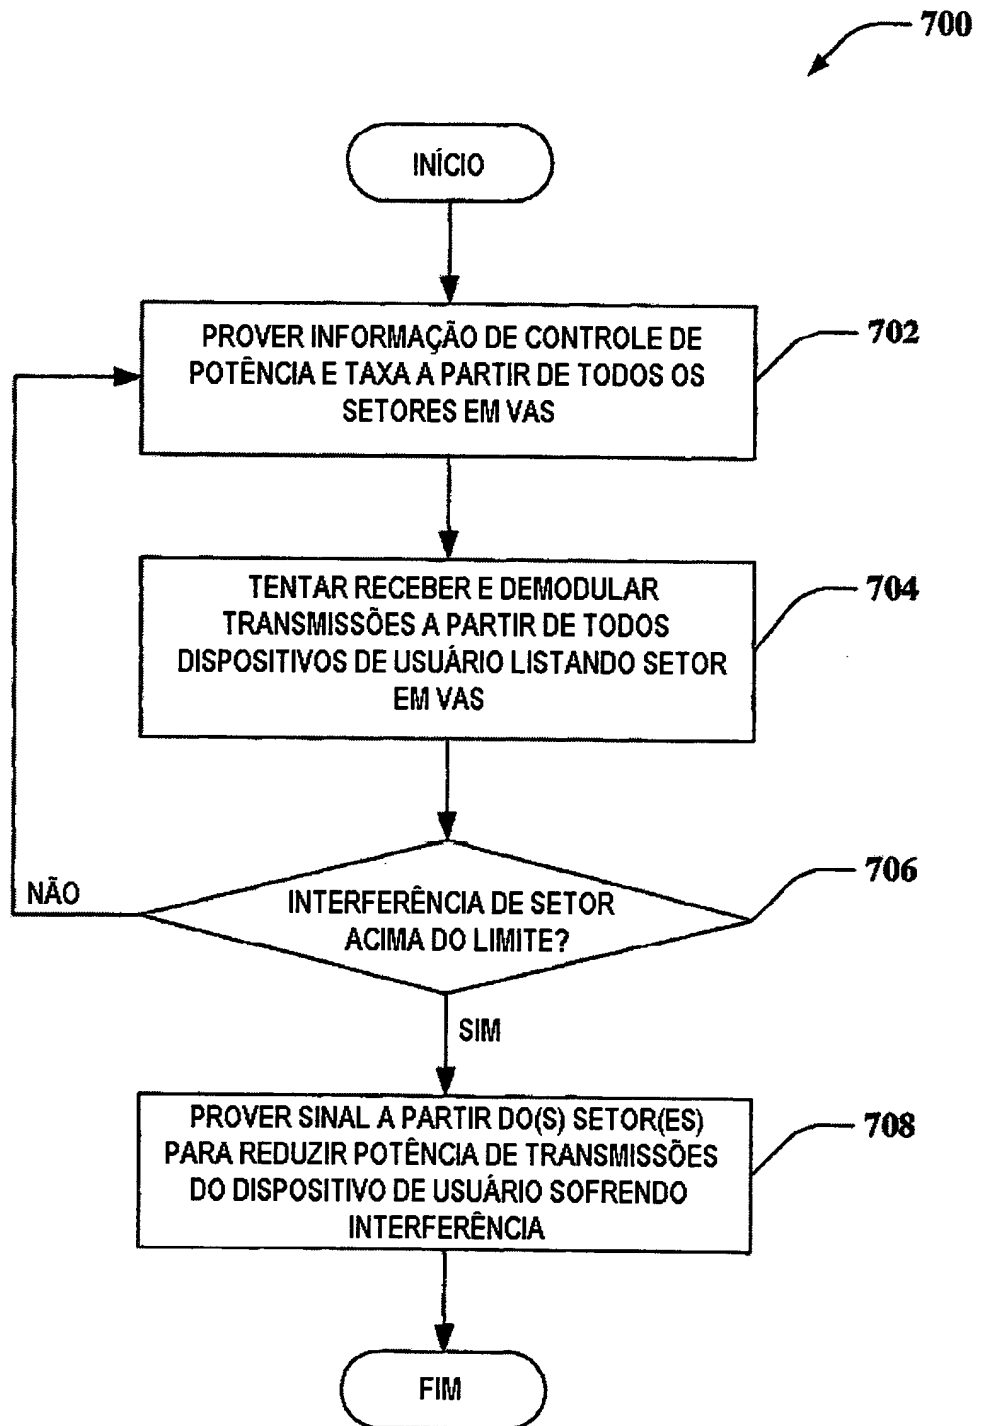 700
INÍCIO
PROVER INFORMAÇÃO DE CONTROLE DE
POTÊNCIA E TAXA A PARTIR DE TODOS OS
SETORES EM VAS
702
TENTAR RECEBER E DEMODULAR
TRANSMISSÕES A PARTIR DE TODOS
DISPOSITIVOS DE USUÁRIO LISTANDO SETOR
EM VAS
704
INTERFERÊNCIA DE SETOR
ACIMA DO LIMITE?
706
NÃO
SIM
PROVER SINAL A PARTIR DO(S) SETOR(ES)
PARA REDUZIR POTÊNCIA DE TRANSMISSÕES
DO DISPOSITIVO DE USUÁRIO SOFRENDO
INTERFERÊNCIA
708
FIM